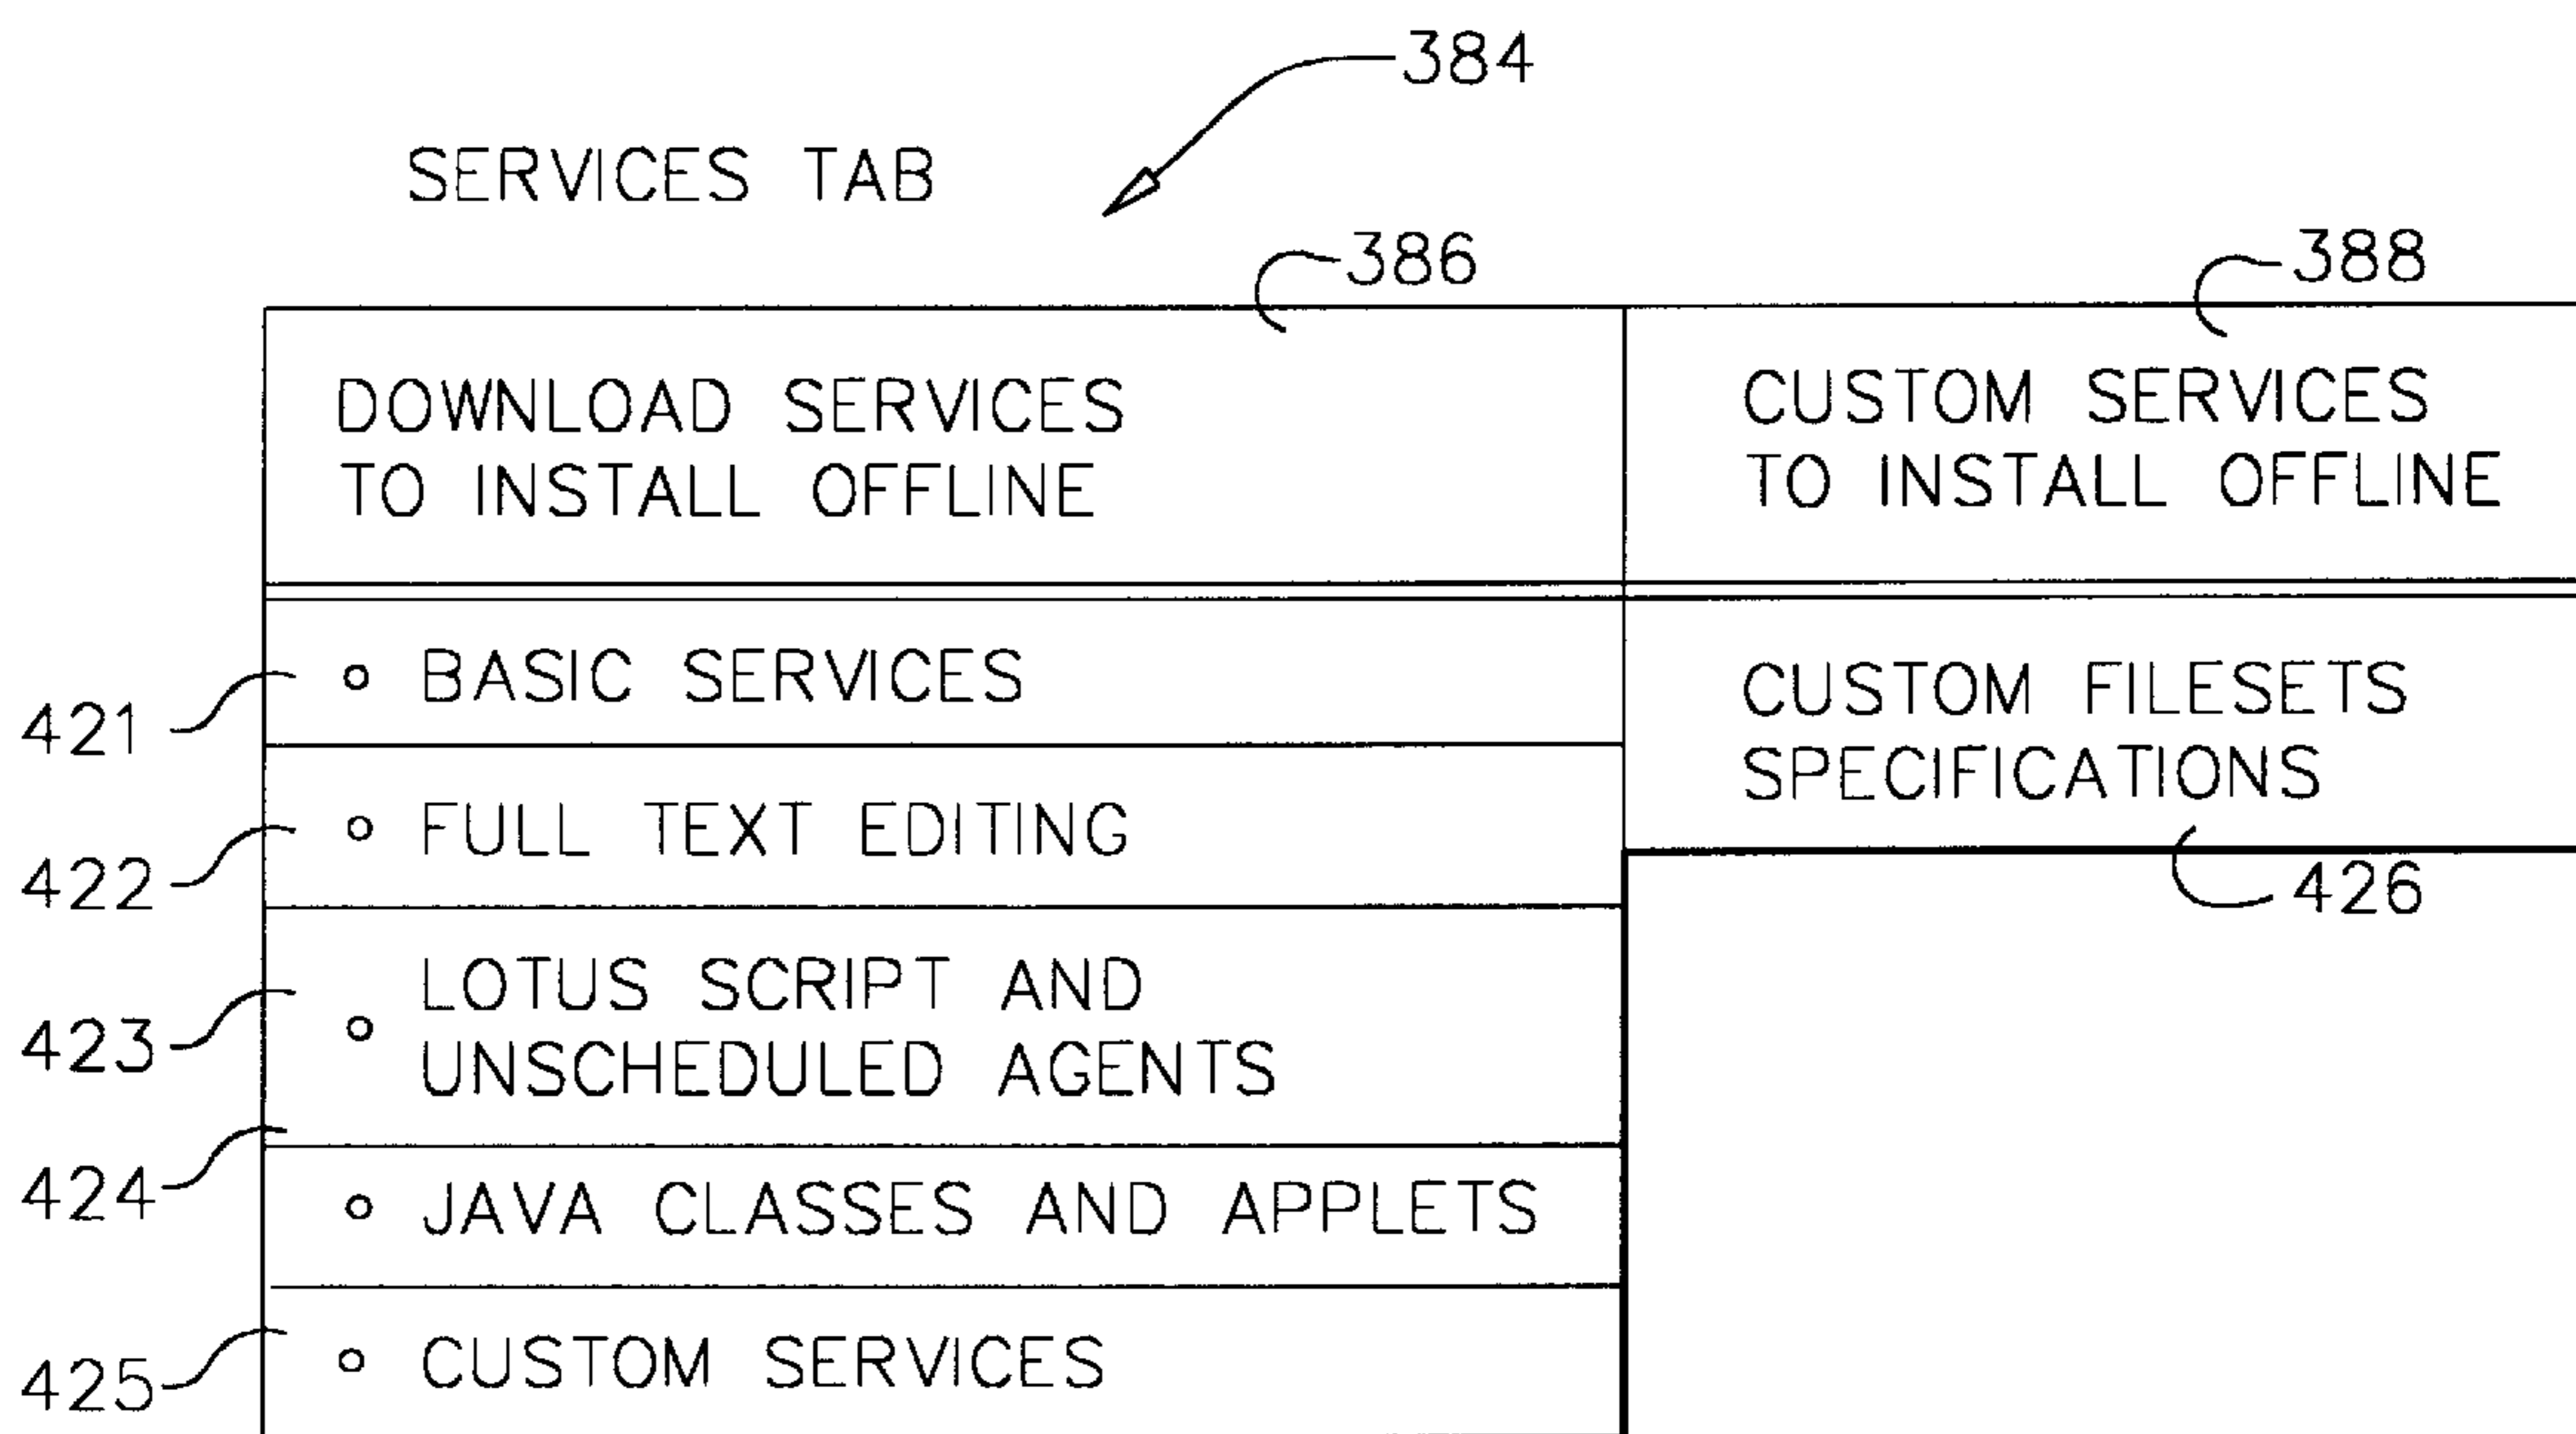 384
SERVICES TAB
386
388
DOWNLOAD SERVICES
TO INSTALL OFFLINE
CUSTOM SERVICES
TO INSTALL OFFLINE
421
BASIC SERVICES
CUSTOM FILESETS
SPECIFICATIONS
426
422
FULL TEXT EDITING
423
LOTUS SCRIPT AND
UNSCHEDULED AGENTS
424
JAVA CLASSES AND APPLETS
425
CUSTOM SERVICES